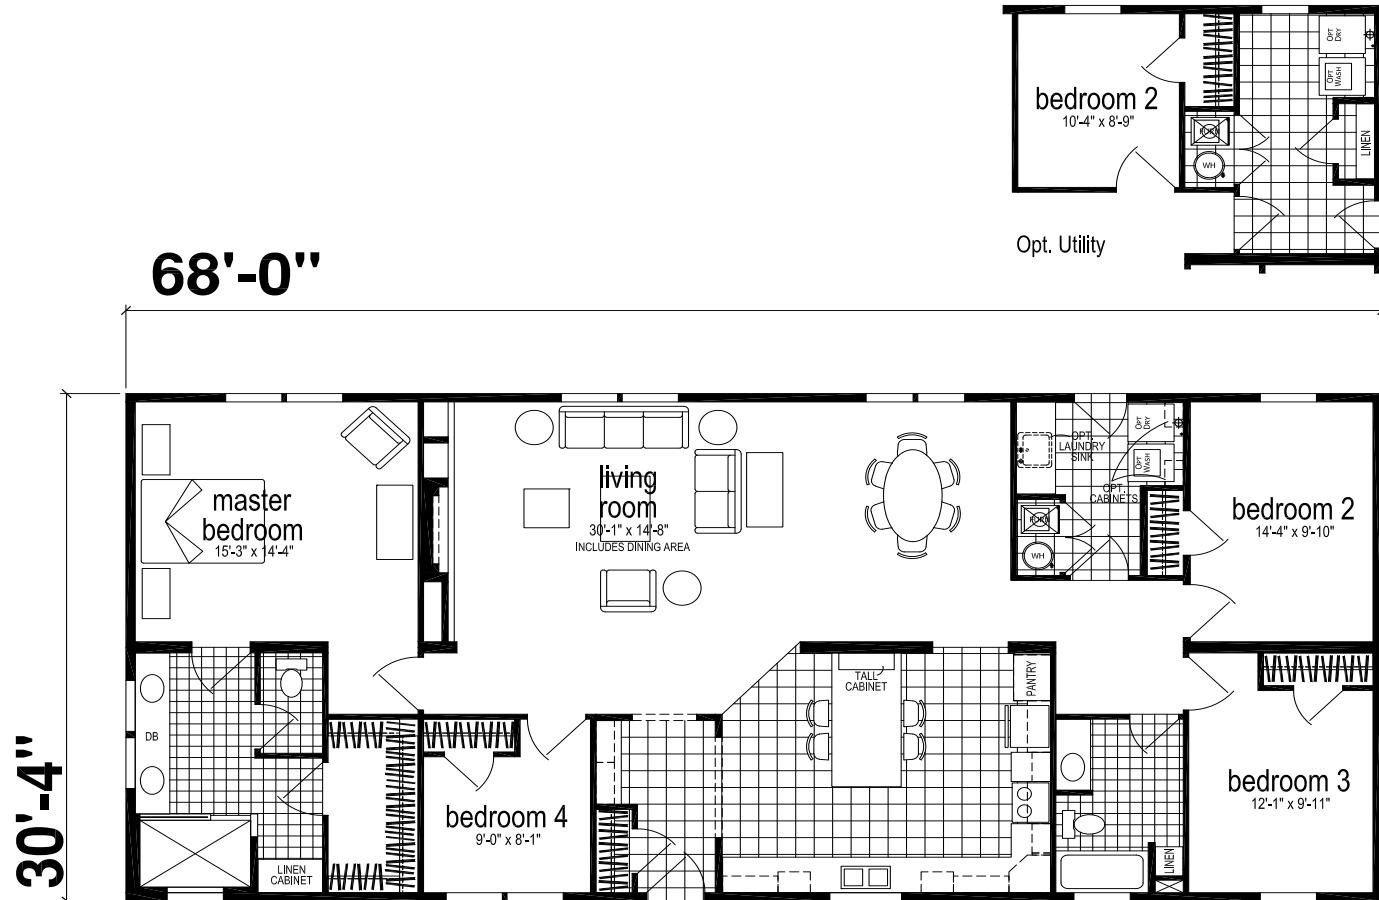 bedroom 2
10'-4" x 8'-9"
OPT
DRY
OPT
WASH
FURN
WH
LINEN
Opt. Utility
68'-0"
30'-4"
master
bedroom
15'-3" x 14'-4"
living
room
30'-1" x 14'-8"
INCLUDES DINING AREA
OPT.
LAUNDRY
SINK
OPT
DRY
OPT
WASH
OPT.
CABINETS
FURN
WH
bedroom 2
14'-4" x 9'-10"
DB
LINEN
CABINET
bedroom 4
9'-0" x 8'-1"
TALL
CABINET
PANTRY
LINEN
bedroom 3
12'-1" x 9'-11"